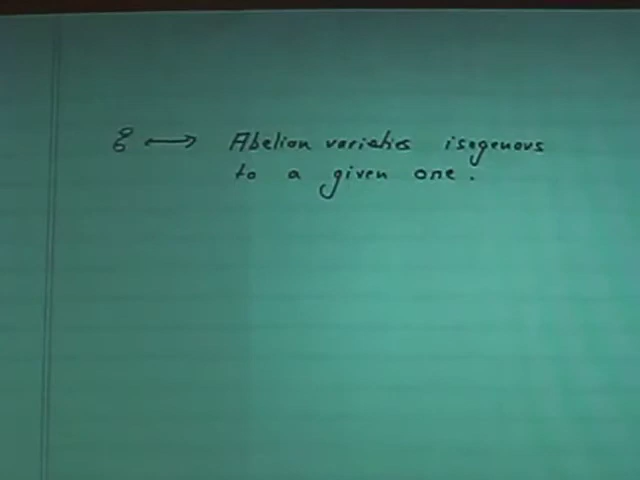 ℰ ⟷ Abelian varieties isogenous
to a given one.